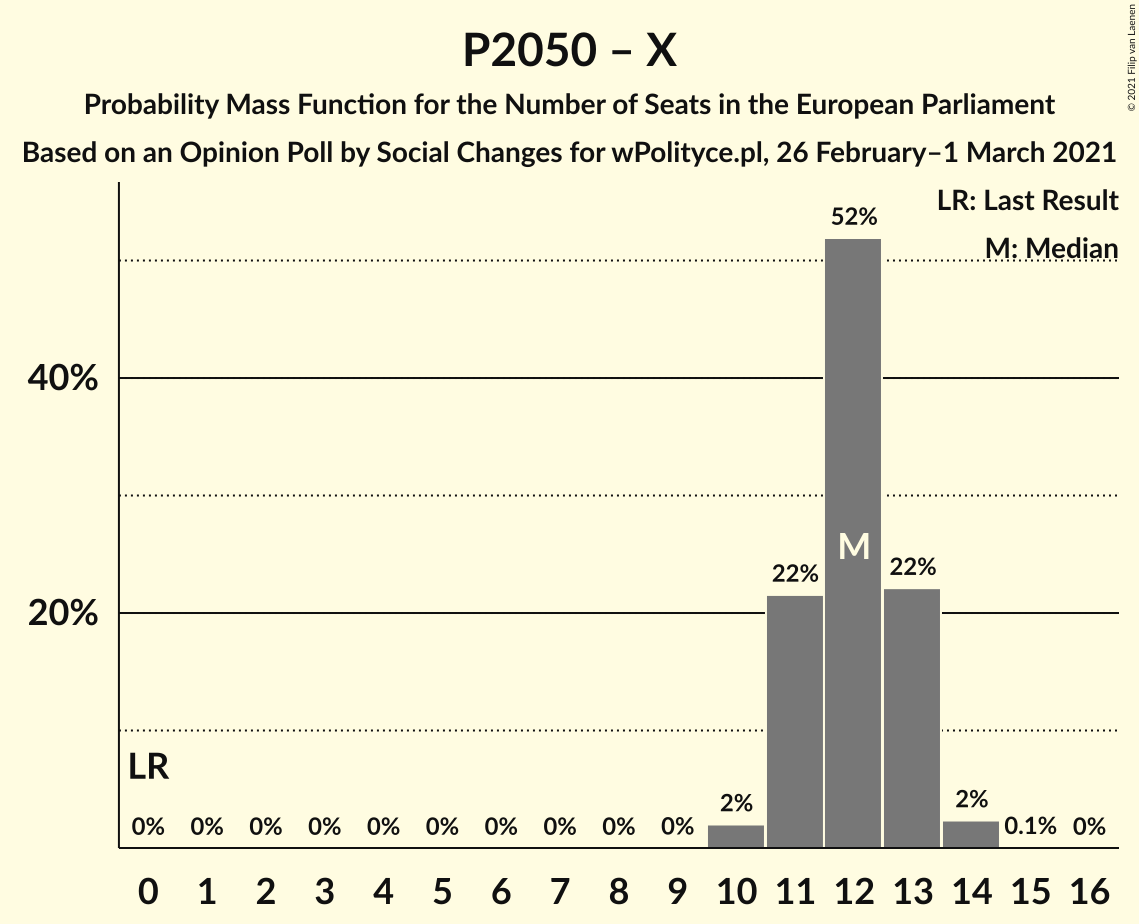 P2050 – X
Probability Mass Function for the Number of Seats in the European Parliament
Based on an Opinion Poll by Social Changes for wPolityce.pl, 26 February–1 March 2021
© 2021 Filip van Laenen
LR: Last Result
M: Median
52%
40%
M
22%
22%
20%
LR
0%
0%
0%
0%
0%
0%
0%
0%
0%
0%
2%
2%
0.1%
0%
0 1 2 3 4 5 6 7 8 9 10 11 12 13 14 15 16